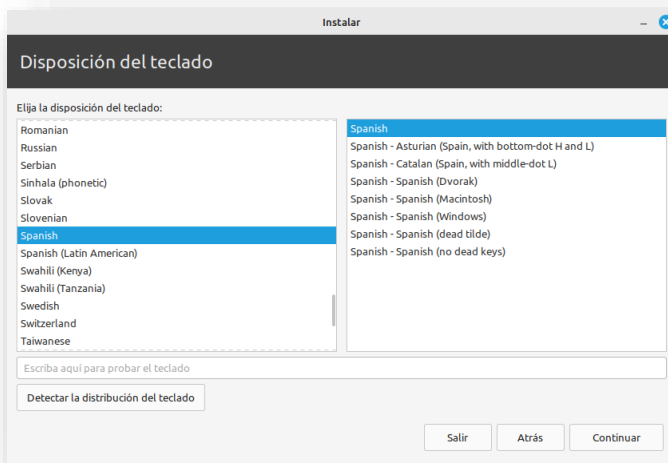 Instalar
Disposición del teclado
Elija la disposición del teclado:
Romanian
Russian
Serbian
Sinhala (phonetic)
Slovak
Slovenian
Spanish
Spanish (Latin American)
Swahili (Kenya)
Swahili (Tanzania)
Swedish
Switzerland
Taiwanese
Spanish
Spanish - Asturian (Spain, with bottom-dot H and L)
Spanish - Catalan (Spain, with middle-dot L)
Spanish - Spanish (Dvorak)
Spanish - Spanish (Macintosh)
Spanish - Spanish (Windows)
Spanish - Spanish (dead tilde)
Spanish - Spanish (no dead keys)
Escriba aquí para probar el teclado
Detectar la distribución del teclado
Salir Atrás Continuar